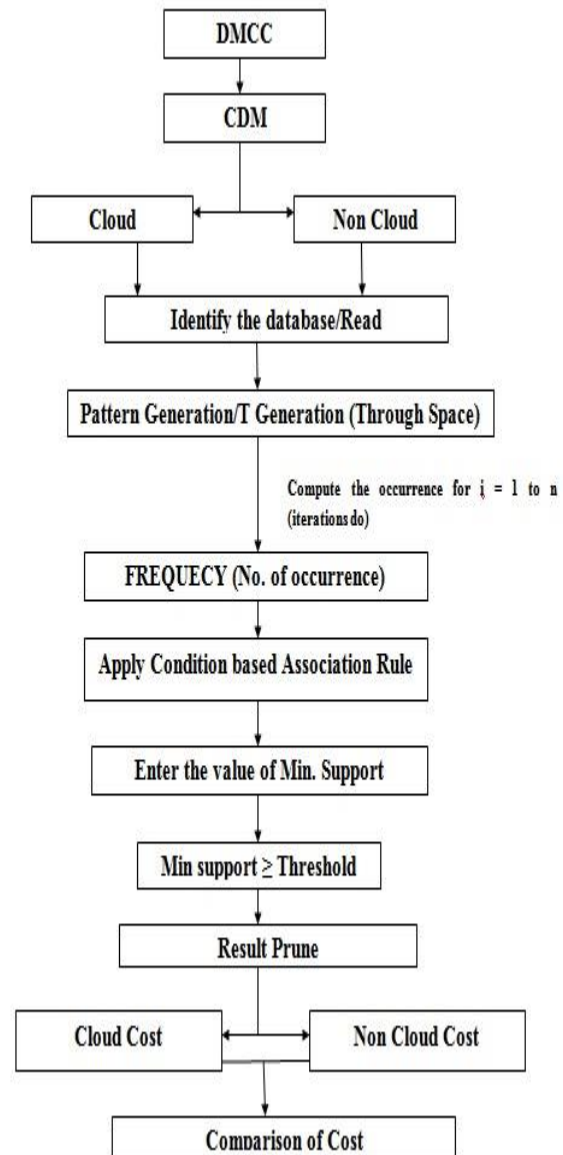 DMCC
CDM
Cloud
Non Cloud
Identify the database/Read
Pattern Generation/T Generation (Through Space)
Compute the occurrence for i = 1 to n
(iterations do)
FREQUECY (No. of occurrence)
Apply Condition based Association Rule
Enter the value of Min. Support
Min support ≥ Threshold
Result Prune
Cloud Cost
Non Cloud Cost
Comparison of Cost